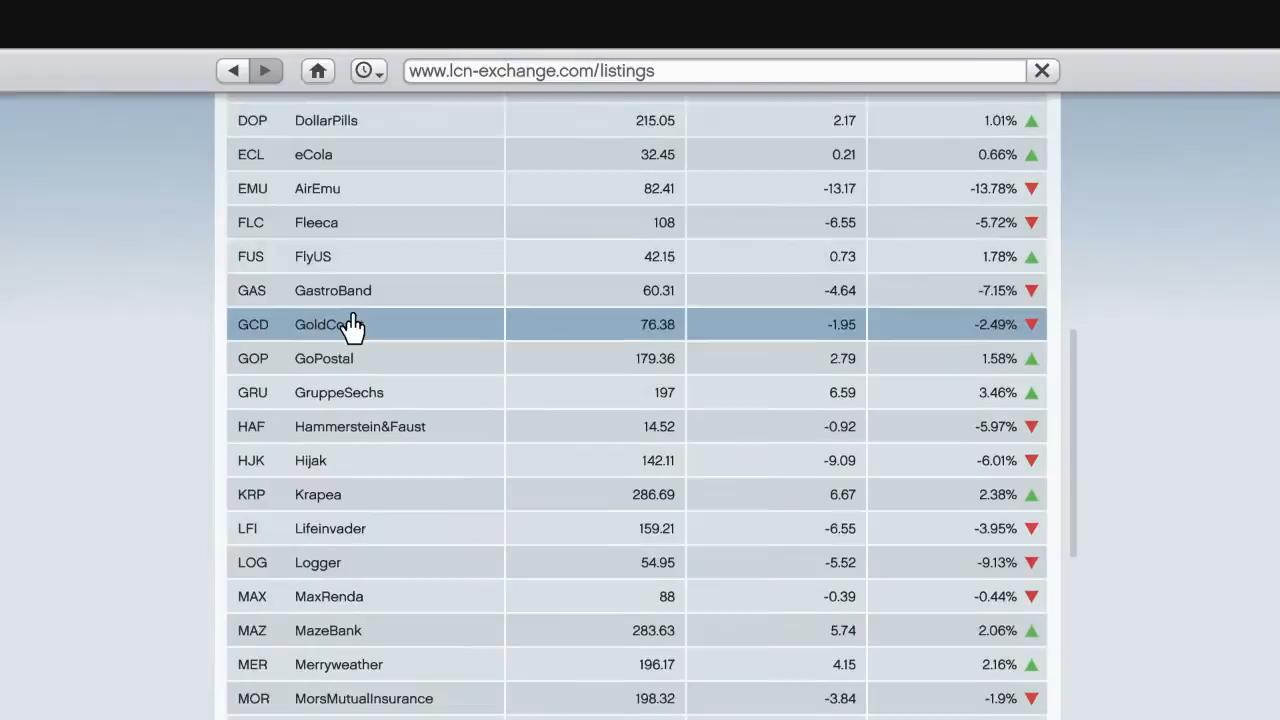 www.lcn-exchange.com/listings
DOP DollarPills 215.05 2.17 1.01%
ECL eCola 32.45 0.21 0.66%
EMU AirEmu 82.41 -13.17 -13.78%
FLC Fleeca 108 -6.55 -5.72%
FUS FlyUS 42.15 0.73 1.78%
GAS GastroBand 60.31 -4.64 -7.15%
GCD 76.38 -1.95 -2.49%
GOP GoPostal 179.36 2.79 1.58%
GRU GruppeSechs 197 6.59 3.46%
HAF Hammerstein&Faust 14.52 -0.92 -5.97%
HJK Hijak 142.11 -9.09 -6.01%
KRP Krapea 286.69 6.67 2.38%
LFI Lifeinvader 159.21 -6.55 -3.95%
LOG Logger 54.95 -5.52 -9.13%
MAX MaxRenda 88 -0.39 -0.44%
MAZ MazeBank 283.63 5.74 2.06%
MER Merryweather 196.17 4.15 2.16%
MOR MorsMutualInsurance 198.32 -3.84 -1.9%